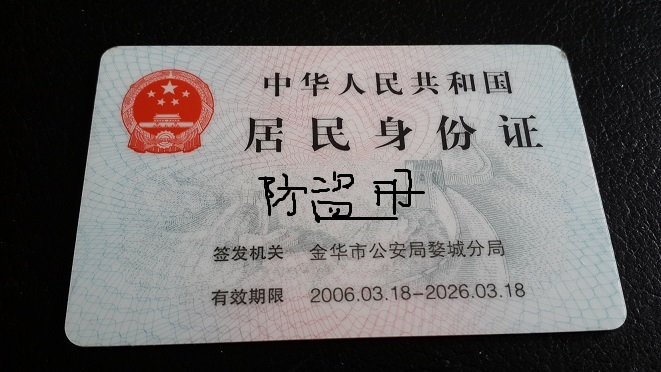 中华人民共和国
居民身份证
防盗用
签发机关 金华市公安局婺城分局
有效期限 2006.03.18-2026.03.18